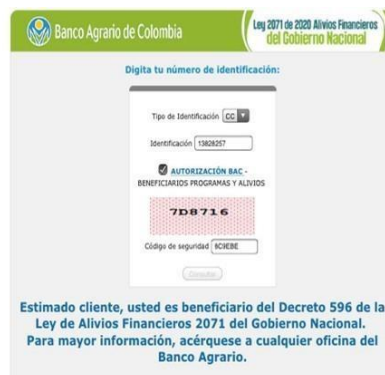 Banco Agrario de Colombia
Ley 2071 de 2020 Alivios Financieros
del Gobierno Nacional
Digita tu número de identificación:
Tipo de Identificación CC
Identificación 13828257
AUTORIZACIÓN BAC -
BENEFICIARIOS PROGRAMAS Y ALIVIOS
7D8716
Código de seguridad 6C9EBE
Consultar
Estimado cliente, usted es beneficiario del Decreto 596 de la
Ley de Alivios Financieros 2071 del Gobierno Nacional.
Para mayor información, acérquese a cualquier oficina del
Banco Agrario.